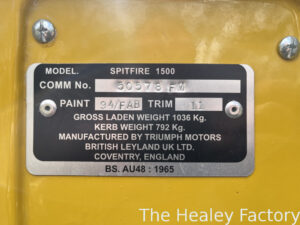 MODEL. SPITFIRE 1500
COMM No. 50578 FM
PAINT 94/FAB TRIM 11
GROSS LADEN WEIGHT 1036 Kg.
KERB WEIGHT 792 Kg.
MANUFACTURED BY TRIUMPH MOTORS
BRITISH LEYLAND UK LTD.
COVENTRY, ENGLAND
BS. AU48 : 1965
The Healey Factory